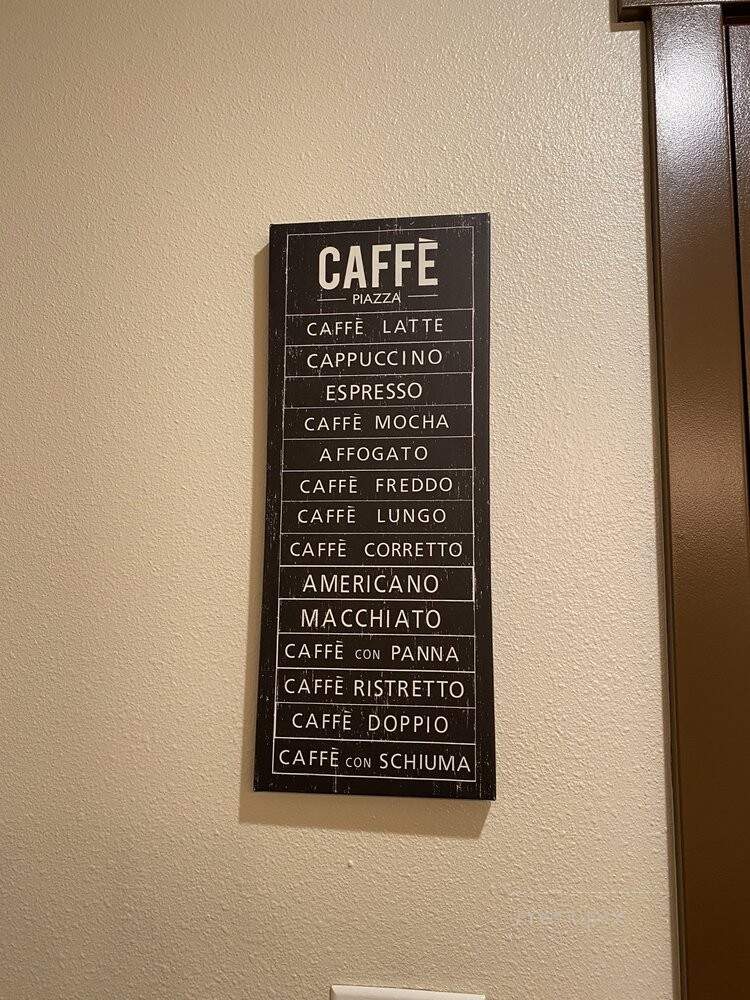 CAFFÈ
PIAZZA
CAFFÈ LATTE
CAPPUCCINO
ESPRESSO
CAFFÈ MOCHA
AFFOGATO
CAFFÈ FREDDO
CAFFÈ LUNGO
CAFFÈ CORRETTO
AMERICANO
MACCHIATO
CAFFÈ CON PANNA
CAFFÈ RISTRETTO
CAFFÈ DOPPIO
CAFFÈ CON SCHIUMA